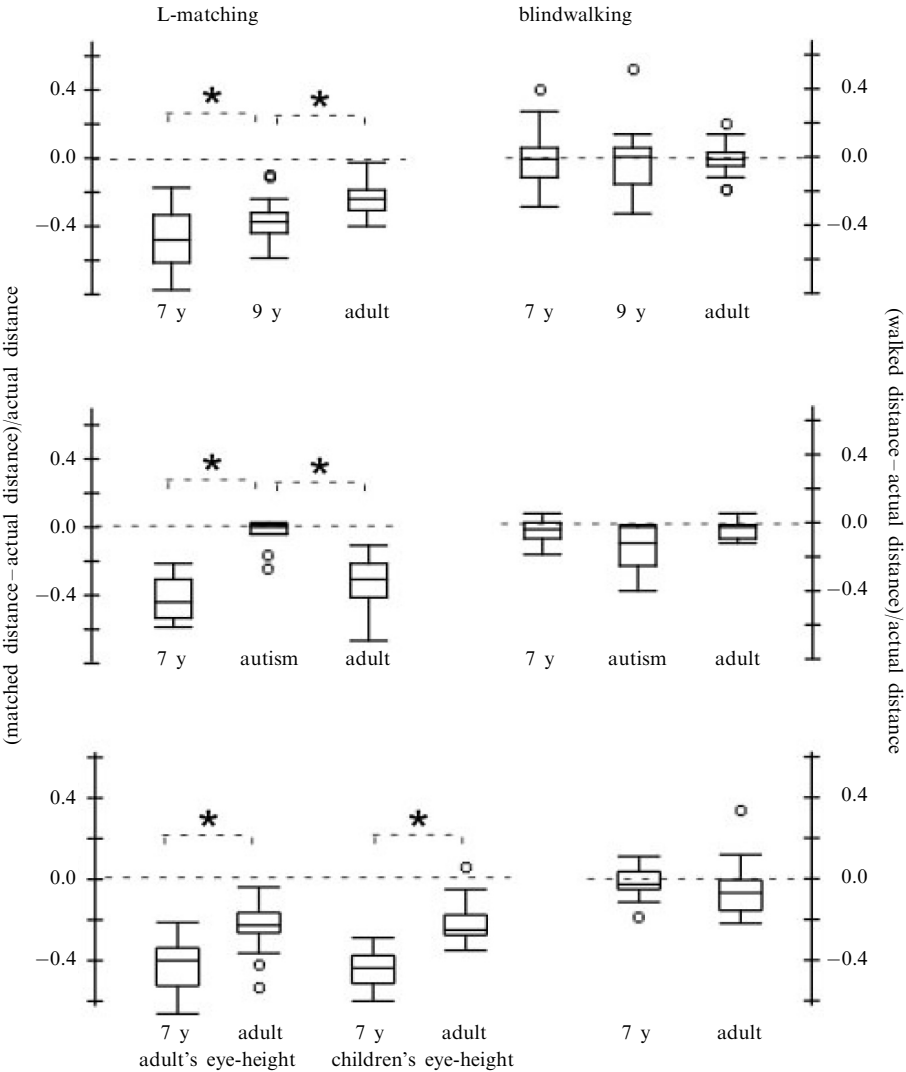 L-matching blindwalking
0.4 * * 0.4
0.0 0.0
−0.4 −0.4
7 y 9 y adult 7 y 9 y adult
(matched distance−actual distance)/actual distance
(walked distance−actual distance)/actual distance
0.4 * * 0.4
0.0 0.0
−0.4 −0.4
7 y autism adult 7 y autism adult
0.4 * * 0.4
0.0 0.0
−0.4 −0.4
7 y adult 7 y adult 7 y adult
adult's eye-height children's eye-height